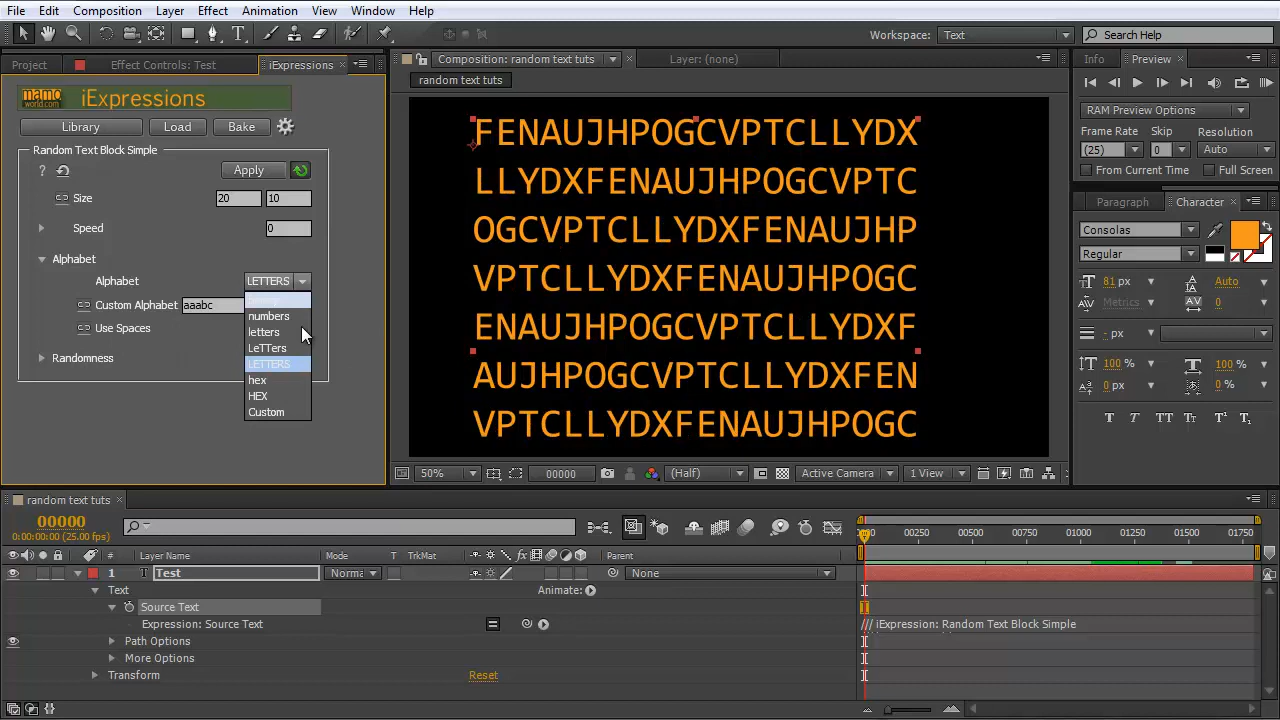 File Edit Composition Layer Effect Animation View Window Help
Workspace: Text Search Help
Project Effect Controls: Test iExpressions
mamo world.com iExpressions
Library Load Bake
Random Text Block Simple
? Apply
Size 20 10
Speed 0
Alphabet
Alphabet LETTERS
Custom Alphabet aaabc
Use Spaces
Randomness
numbers
letters
LeTTers
LETTERS
hex
HEX
Custom
Composition: random text tuts Layer: (none)
random text tuts
FENAUJHPOGCVPTCLLYDX
LLYDXFENAUJHPOGCVPTC
OGCVPTCLLYDXFENAUJHP
VPTCLLYDXFENAUJHPOGC
ENAUJHPOGCVPTCLLYDXF
AUJHPOGCVPTCLLYDXFEN
VPTCLLYDXFENAUJHPOGC
50% 00000 (Half) Active Camera 1 View
Info Preview
RAM Preview Options
Frame Rate Skip Resolution
(25) 0 Auto
From Current Time Full Screen
Paragraph Character
Consolas
Regular
81 px Auto
Metrics 0
- px
100 % 100 %
0 px 0 %
T T TT Tt T¹ T₁
random text tuts
00000
0:00:00:00 (25.00 fps)
00500 01000 01500 01750
# Layer Name Mode T TrkMat Parent
1 T Test Norma None
Text Animate:
Source Text
Expression: Source Text
/// iExpression: Random Text Block Simple
Path Options
More Options
Transform Reset